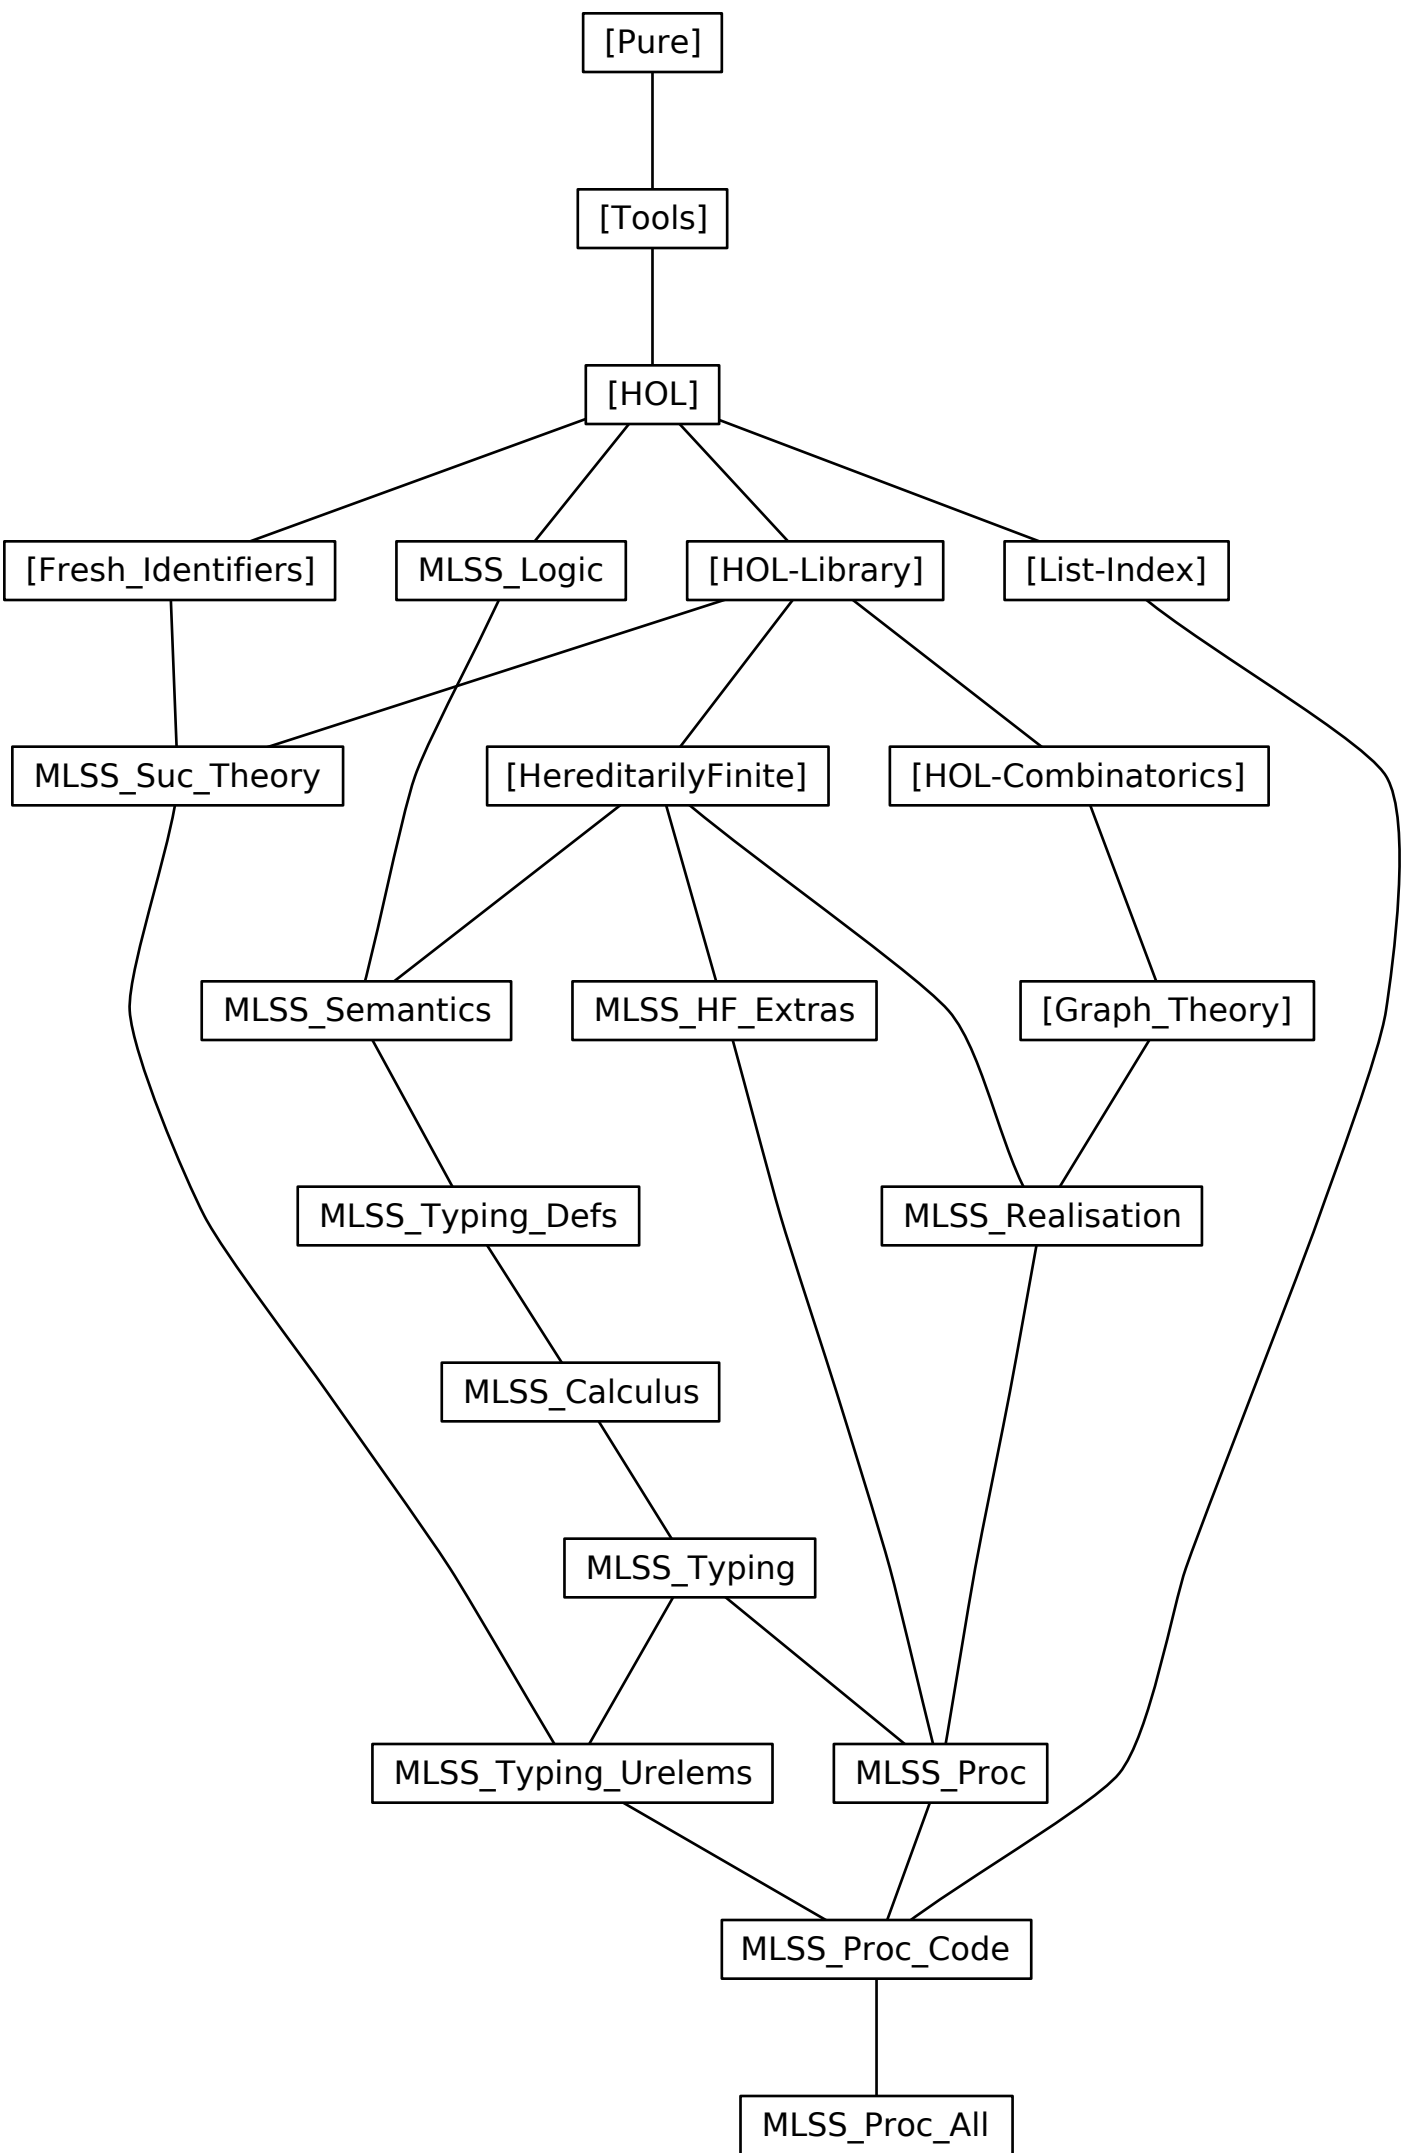 [Pure]
[Tools]
[HOL]
[Fresh_Identifiers]
MLSS_Logic
[HOL-Library]
[List-Index]
MLSS_Suc_Theory
[HereditarilyFinite]
[HOL-Combinatorics]
MLSS_Semantics
MLSS_HF_Extras
[Graph_Theory]
MLSS_Typing_Defs
MLSS_Realisation
MLSS_Calculus
MLSS_Typing
MLSS_Typing_Urelems
MLSS_Proc
MLSS_Proc_Code
MLSS_Proc_All